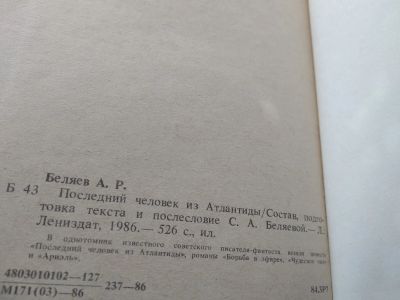 Беляев А. Р.
Б 43 Последний человек из Атлантиды/Состав, подго-
товка текста и послесловие С. А. Беляевой.— Л.:
Лениздат, 1986.— 526 с., ил.
В однотомник известного советского писателя-фантаста вошли повесть
«Последний человек из Атлантиды», романы «Борьба в эфире», «Чудесное око»
и «Ариэль».
4803010102—127
М171(03)—86 237—86
84.5Р7